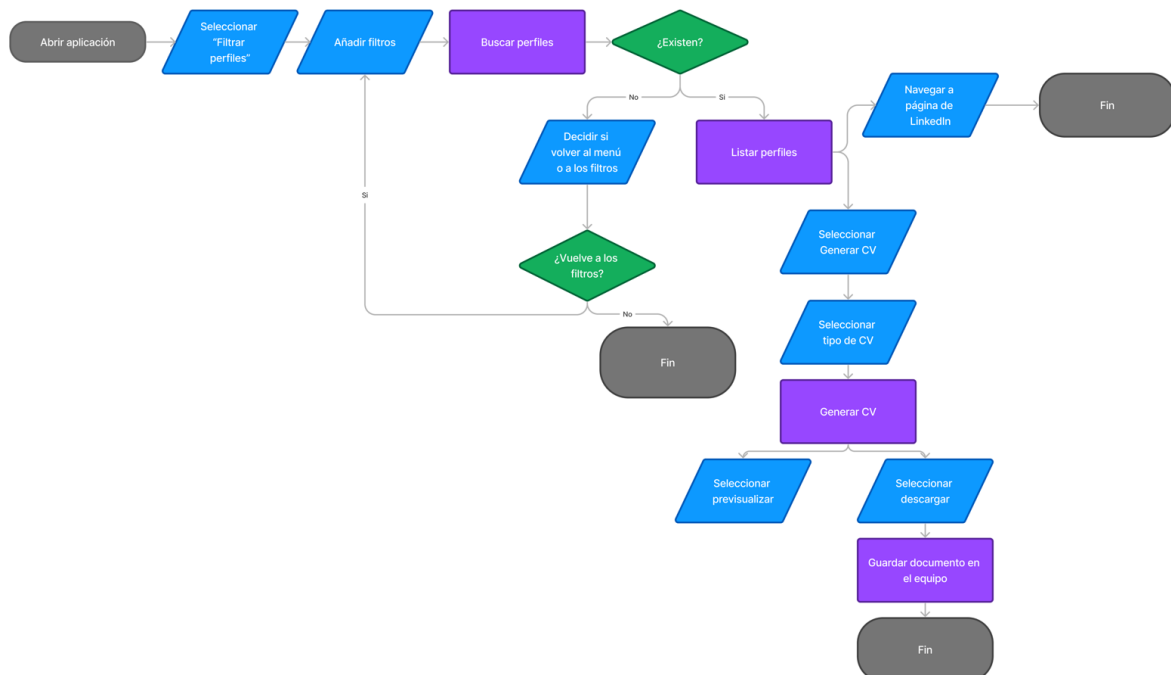 Abrir aplicación
Seleccionar
"Filtrar
perfiles"
Añadir filtros
Buscar perfiles
¿Existen?
No
Si
Navegar a
página de
LinkedIn
Fin
Decidir si
volver al menú
o a los filtros
Listar perfiles
Si
Seleccionar
Generar CV
¿Vuelve a los
filtros?
No
Seleccionar
tipo de CV
Fin
Generar CV
Seleccionar
previsualizar
Seleccionar
descargar
Guardar documento en
el equipo
Fin